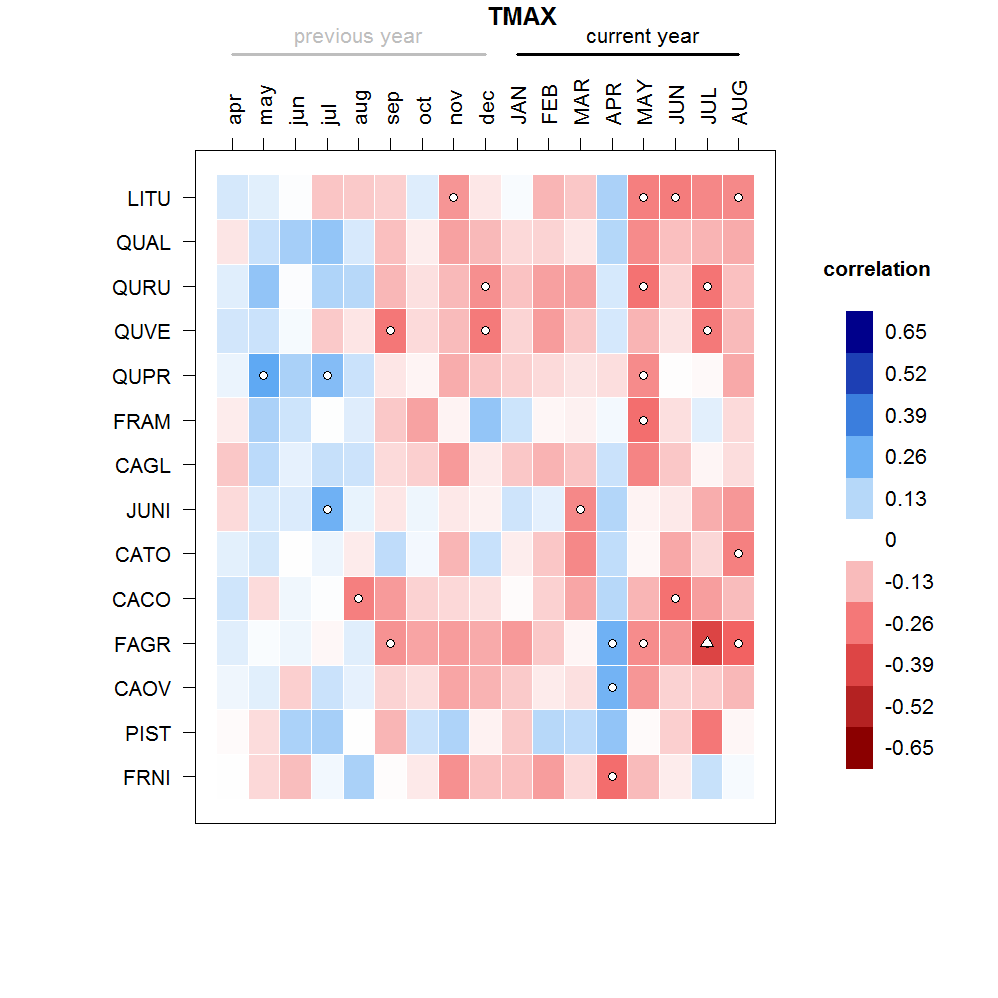 TMAX
previous year current year
apr may jun jul aug sep oct nov dec JAN FEB MAR APR MAY JUN JUL AUG
LITU
QUAL
QURU
QUVE
QUPR
FRAM
CAGL
JUNI
CATO
CACO
FAGR
CAOV
PIST
FRNI
correlation
0.65
0.52
0.39
0.26
0.13
0
-0.13
-0.26
-0.39
-0.52
-0.65